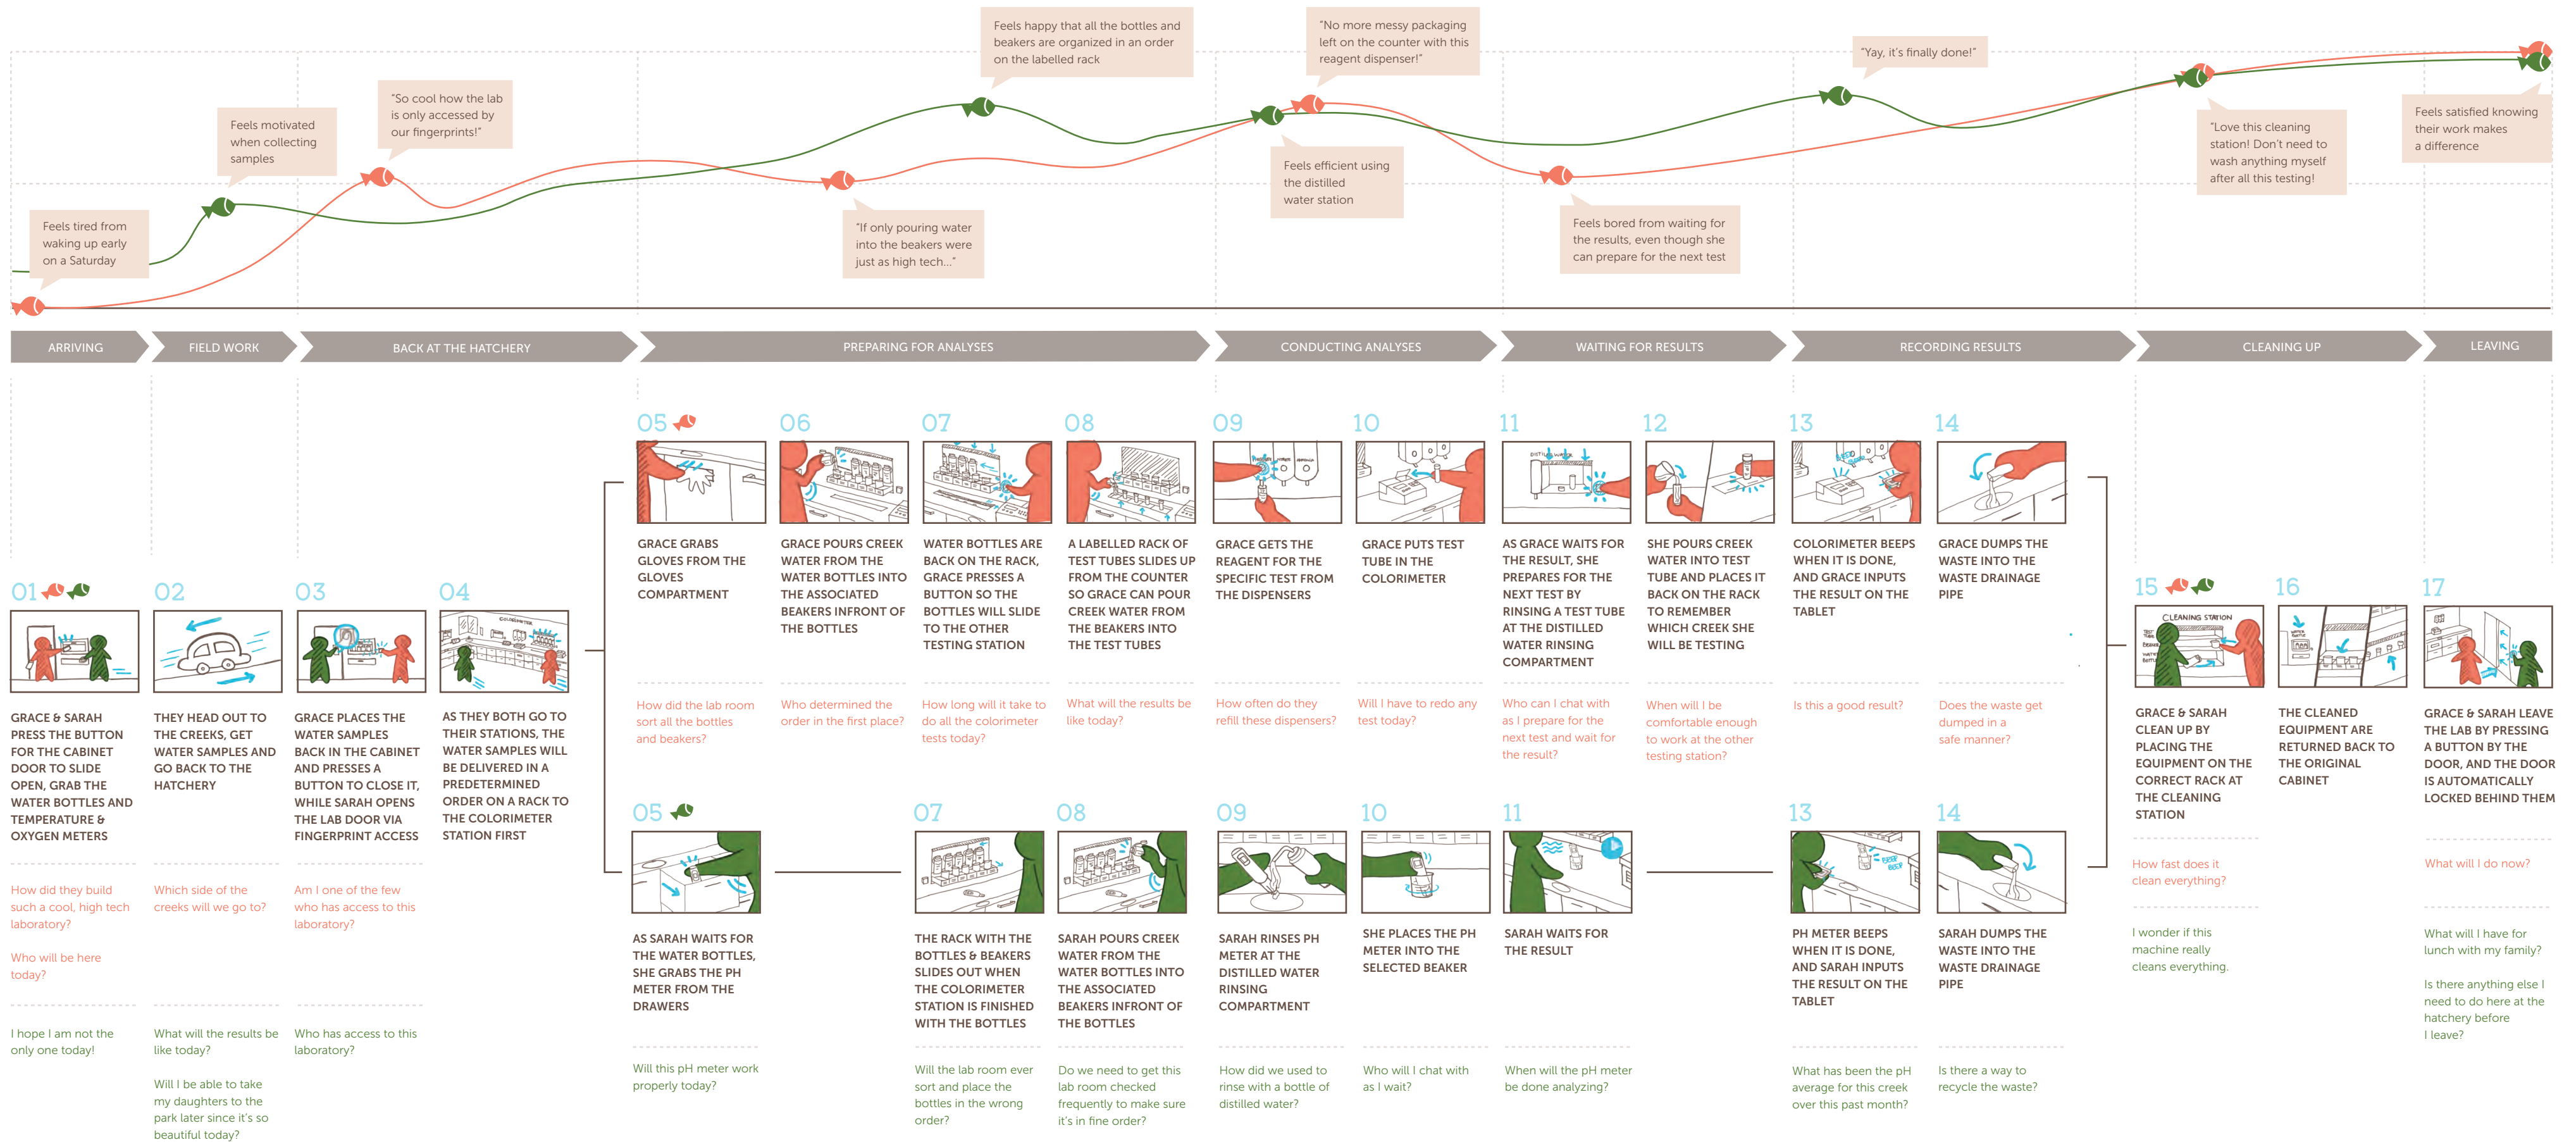 Feels tired from
waking up early
on a Saturday
Feels motivated
when collecting
samples
“So cool how the lab
is only accessed by
our fingerprints!”
“If only pouring water
into the beakers were
just as high tech...”
Feels happy that all the bottles and
beakers are organized in an order
on the labelled rack
Feels efficient using
the distilled
water station
“No more messy packaging
left on the counter with this
reagent dispenser!”
Feels bored from waiting for
the results, even though she
can prepare for the next test
“Yay, it’s finally done!”
“Love this cleaning
station! Don’t need to
wash anything myself
after all this testing!
Feels satisfied knowing
their work makes
a difference
ARRIVING
FIELD WORK
BACK AT THE HATCHERY
PREPARING FOR ANALYSES
CONDUCTING ANALYSES
WAITING FOR RESULTS
RECORDING RESULTS
CLEANING UP
LEAVING
01
GRACE & SARAH
PRESS THE BUTTON
FOR THE CABINET
DOOR TO SLIDE
OPEN, GRAB THE
WATER BOTTLES AND
TEMPERATURE &
OXYGEN METERS
How did they build
such a cool, high tech
laboratory?
Who will be here
today?
I hope I am not the
only one today!
02
THEY HEAD OUT TO
THE CREEKS, GET
WATER SAMPLES AND
GO BACK TO THE
HATCHERY
Which side of the
creeks will we go to?
What will the results be
like today?
Will I be able to take
my daughters to the
park later since it’s so
beautiful today?
03
GRACE PLACES THE
WATER SAMPLES
BACK IN THE CABINET
AND PRESSES A
BUTTON TO CLOSE IT,
WHILE SARAH OPENS
THE LAB DOOR VIA
FINGERPRINT ACCESS
Am I one of the few
who has access to this
laboratory?
Who has access to this
laboratory?
04
COLORIMETER
AS THEY BOTH GO TO
THEIR STATIONS, THE
WATER SAMPLES WILL
BE DELIVERED IN A
PREDETERMINED
ORDER ON A RACK TO
THE COLORIMETER
STATION FIRST
05
GRACE GRABS
GLOVES FROM THE
GLOVES
COMPARTMENT
How did the lab room
sort all the bottles
and beakers?
06
GRACE POURS CREEK
WATER FROM THE
WATER BOTTLES INTO
THE ASSOCIATED
BEAKERS INFRONT OF
THE BOTTLES
Who determined the
order in the first place?
07
WATER BOTTLES ARE
BACK ON THE RACK,
GRACE PRESSES A
BUTTON SO THE
BOTTLES WILL SLIDE
TO THE OTHER
TESTING STATION
How long will it take to
do all the colorimeter
tests today?
08
A LABELLED RACK OF
TEST TUBES SLIDES UP
FROM THE COUNTER
SO GRACE CAN POUR
CREEK WATER FROM
THE BEAKERS INTO
THE TEST TUBES
What will the results be
like today?
09
GRACE GETS THE
REAGENT FOR THE
SPECIFIC TEST FROM
THE DISPENSERS
How often do they
refill these dispensers?
10
GRACE PUTS TEST
TUBE IN THE
COLORIMETER
Will I have to redo any
test today?
11
DISTILLED WATER
AS GRACE WAITS FOR
THE RESULT, SHE
PREPARES FOR THE
NEXT TEST BY
RINSING A TEST TUBE
AT THE DISTILLED
WATER RINSING
COMPARTMENT
Who can I chat with
as I prepare for the
next test and wait for
the result?
12
SHE POURS CREEK
WATER INTO TEST
TUBE AND PLACES IT
BACK ON THE RACK
TO REMEMBER
WHICH CREEK SHE
WILL BE TESTING
When will I be
comfortable enough
to work at the other
testing station?
13
COLORIMETER BEEPS
WHEN IT IS DONE,
AND GRACE INPUTS
THE RESULT ON THE
TABLET
Is this a good result?
14
GRACE DUMPS THE
WASTE INTO THE
WASTE DRAINAGE
PIPE
Does the waste get
dumped in a
safe manner?
05
AS SARAH WAITS FOR
THE WATER BOTTLES,
SHE GRABS THE PH
METER FROM THE
DRAWERS
Will this pH meter work
properly today?
07
THE RACK WITH THE
BOTTLES & BEAKERS
SLIDES OUT WHEN
THE COLORIMETER
STATION IS FINISHED
WITH THE BOTTLES
Will the lab room ever
sort and place the
bottles in the wrong
order?
08
SARAH POURS CREEK
WATER FROM THE
WATER BOTTLES INTO
THE ASSOCIATED
BEAKERS INFRONT OF
THE BOTTLES
Do we need to get this
lab room checked
frequently to make sure
it’s in fine order?
09
SARAH RINSES PH
METER AT THE
DISTILLED WATER
RINSING
COMPARTMENT
How did we used to
rinse with a bottle of
distilled water?
10
SHE PLACES THE PH
METER INTO THE
SELECTED BEAKER
Who will I chat with
as I wait?
11
SARAH WAITS FOR
THE RESULT
When will the pH meter
be done analyzing?
13
BEEP
BEEP
PH METER BEEPS
WHEN IT IS DONE,
AND SARAH INPUTS
THE RESULT ON THE
TABLET
What has been the pH
average for this creek
over this past month?
14
SARAH DUMPS THE
WASTE INTO THE
WASTE DRAINAGE
PIPE
Is there a way to
recycle the waste?
15
CLEANING STATION
TEST
TUBE
BEAKER
WATER
BOTTLE
GRACE & SARAH
CLEAN UP BY
PLACING THE
EQUIPMENT ON THE
CORRECT RACK AT
THE CLEANING
STATION
How fast does it
clean everything?
I wonder if this
machine really
cleans everything.
16
WATER
BOTTLE
THE CLEANED
EQUIPMENT ARE
RETURNED BACK TO
THE ORIGINAL
CABINET
17
GRACE & SARAH LEAVE
THE LAB BY PRESSING
A BUTTON BY THE
DOOR, AND THE DOOR
IS AUTOMATICALLY
LOCKED BEHIND THEM
What will I do now?
What will I have for
lunch with my family?
Is there anything else I
need to do here at the
hatchery before
I leave?